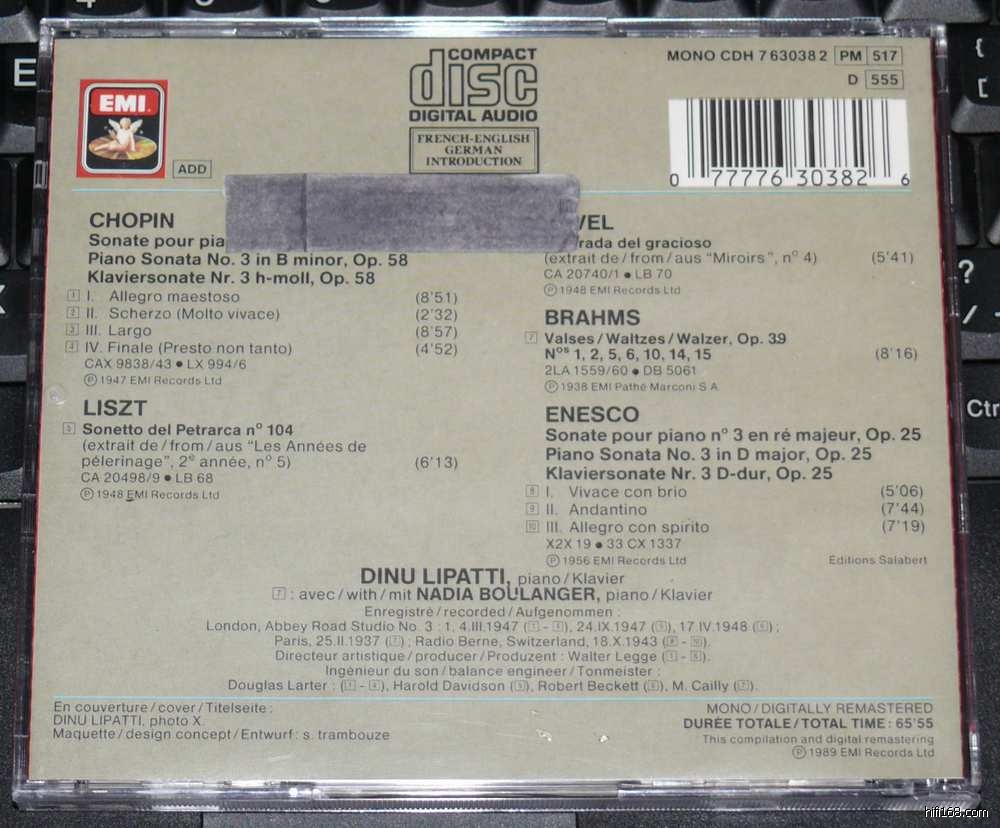 E
{
[
X
?
/
Ctr
EMI
ADD
COMPACT
disc
DIGITAL AUDIO
FRENCH-ENGLISH
GERMAN
INTRODUCTION
MONO CDH 7 63038 2 PM 517
D 555
0 77776 30382 6
CHOPIN
Sonate pour pia
Piano Sonata No. 3 in B minor, Op. 58
Klaviersonate Nr. 3 h-moll, Op. 58
1 I. Allegro maestoso (8'51)
2 II. Scherzo (Molto vivace) (2'32)
3 III. Largo (8'57)
4 IV. Finale (Presto non tanto) (4'52)
CAX 9838/43 ● LX 994/6
℗ 1947 EMI Records Ltd
LISZT
5 Sonetto del Petrarca nº 104
(extrait de/from/aus "Les Années de
pélerinage", 2e année, nº 5) (6'13)
CA 20498/9 ● LB 68
℗ 1948 EMI Records Ltd
VEL
rada del gracioso
(extrait de/from/aus "Miroirs", nº 4) (5'41)
CA 20740/1 ● LB 70
℗ 1948 EMI Records Ltd
BRAHMS
7 Valses/Waltzes/Walzer, Op. 39
Nos 1, 2, 5, 6, 10, 14, 15 (8'16)
2LA 1559/60 ● DB 5061
℗ 1938 EMI Pathé Marconi S A
ENESCO
Sonate pour piano nº 3 en ré majeur, Op. 25
Piano Sonata No. 3 in D major, Op. 25
Klaviersonate Nr. 3 D-dur, Op. 25
8 I. Vivace con brio (5'06)
9 II. Andantino (7'44)
10 III. Allegro con spirito (7'19)
X2X 19 ● 33 CX 1337
℗ 1956 EMI Records Ltd Editions Salabert
DINU LIPATTI, piano/Klavier
7 : avec/with/mit NADIA BOULANGER, piano/Klavier
Enregistré/recorded/Aufgenommen :
London, Abbey Road Studio No. 3 : 1, 4.III.1947 (1 - 4), 24.IX.1947 (5), 17.IV.1948 (6) ;
Paris, 25.II.1937 (7) ; Radio Berne, Switzerland, 18.X.1943 (8 - 10).
Directeur artistique/producer/Produzent : Walter Legge (1 - 6).
Ingénieur du son/balance engineer/Tonmeister :
Douglas Larter : (1 - 4), Harold Davidson (5), Robert Beckett (6), M. Cailly (7).
En couverture/cover/Titelseite :
DINU LIPATTI, photo X.
Maquette/design concept/Entwurf : s. trambouze
MONO/DIGITALLY REMASTERED
DURÉE TOTALE/TOTAL TIME : 65'55
This compilation and digital remastering
℗ 1989 EMI Records Ltd
hifi168.com